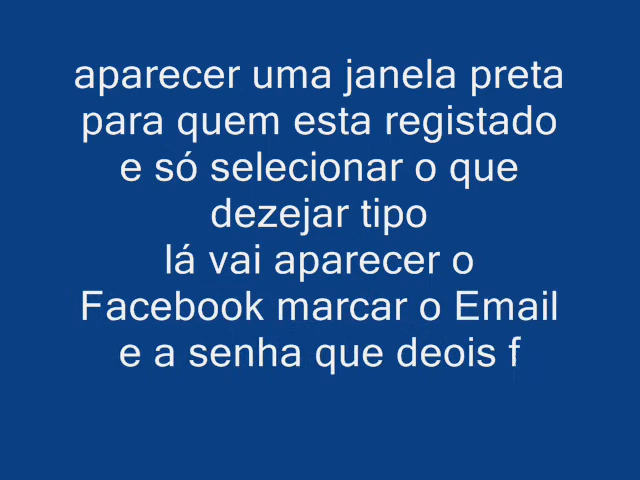 aparecer uma janela preta
para quem esta registado
e só selecionar o que
dezejar tipo
lá vai aparecer o
Facebook marcar o Email
e a senha que deois f